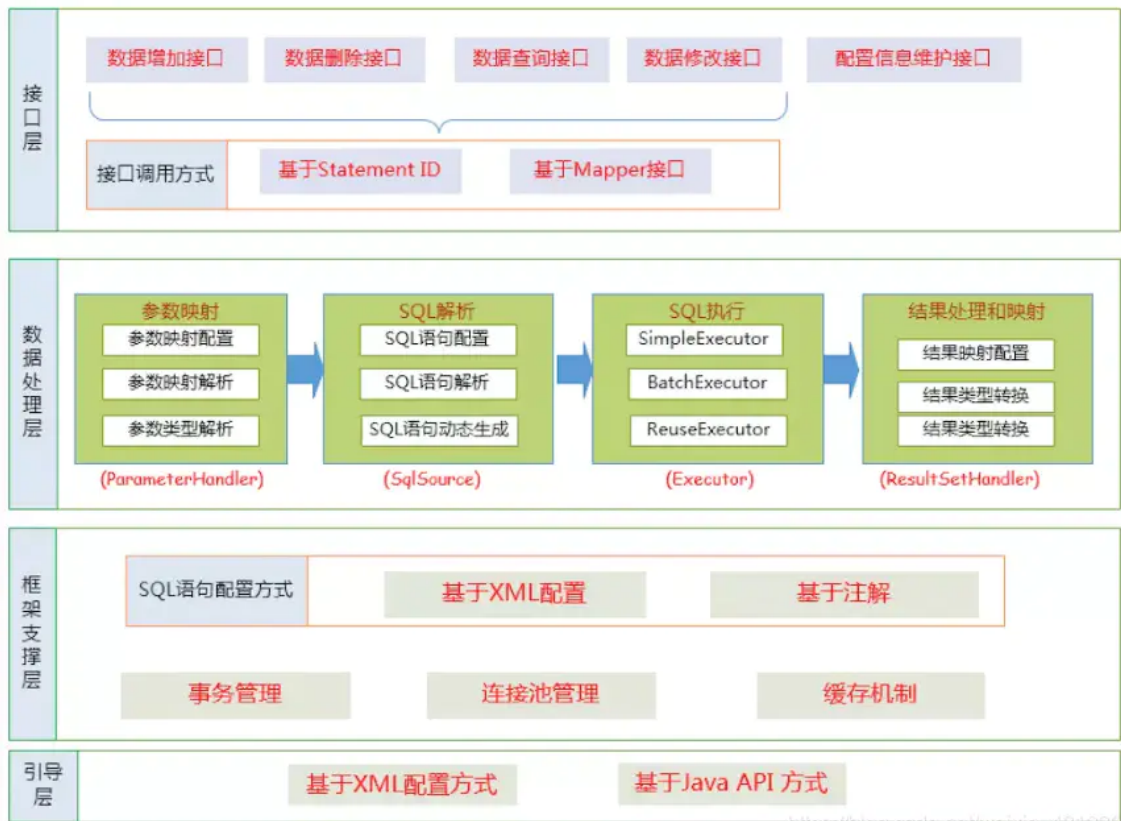 接口层
数据增加接口
数据删除接口
数据查询接口
数据修改接口
配置信息维护接口
接口调用方式
基于Statement ID
基于Mapper接口
数据处理层
参数映射
参数映射配置
参数映射解析
参数类型解析
(ParameterHandler)
SQL解析
SQL语句配置
SQL语句解析
SQL语句动态生成
(SqlSource)
SQL执行
SimpleExecutor
BatchExecutor
ReuseExecutor
(Executor)
结果处理和映射
结果映射配置
结果类型转换
结果类型转换
(ResultSetHandler)
框架支撑层
SQL语句配置方式
基于XML配置
基于注解
事务管理
连接池管理
缓存机制
引导层
基于XML配置方式
基于Java API 方式